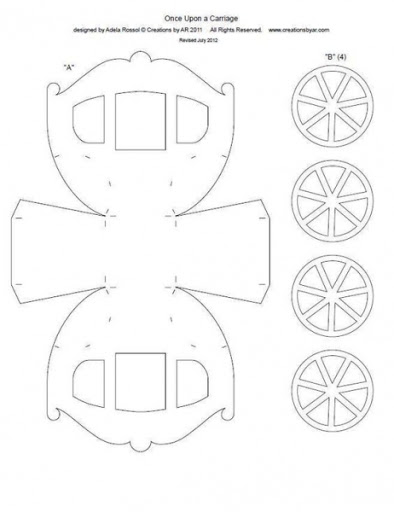 Once Upon a Carriage
designed by Adela Rossol © Creations by AR 2011 All Rights Reserved. www.creationsbyar.com
Revised July 2012
"A"
"B" (4)